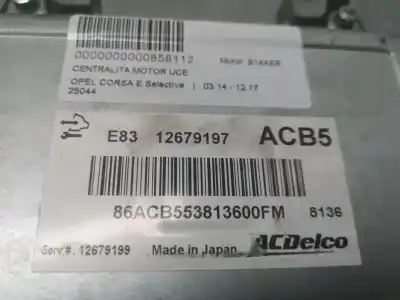 0000000000856112
Motor: B14XER
CENTRALITA MOTOR UCE
OPEL CORSA E Selective | 03.14 - 12.17
25044
E83 12679197 ACB5
86ACB553813600FM 8136
Serv.#. 12679199 Made in Japan ACDelco